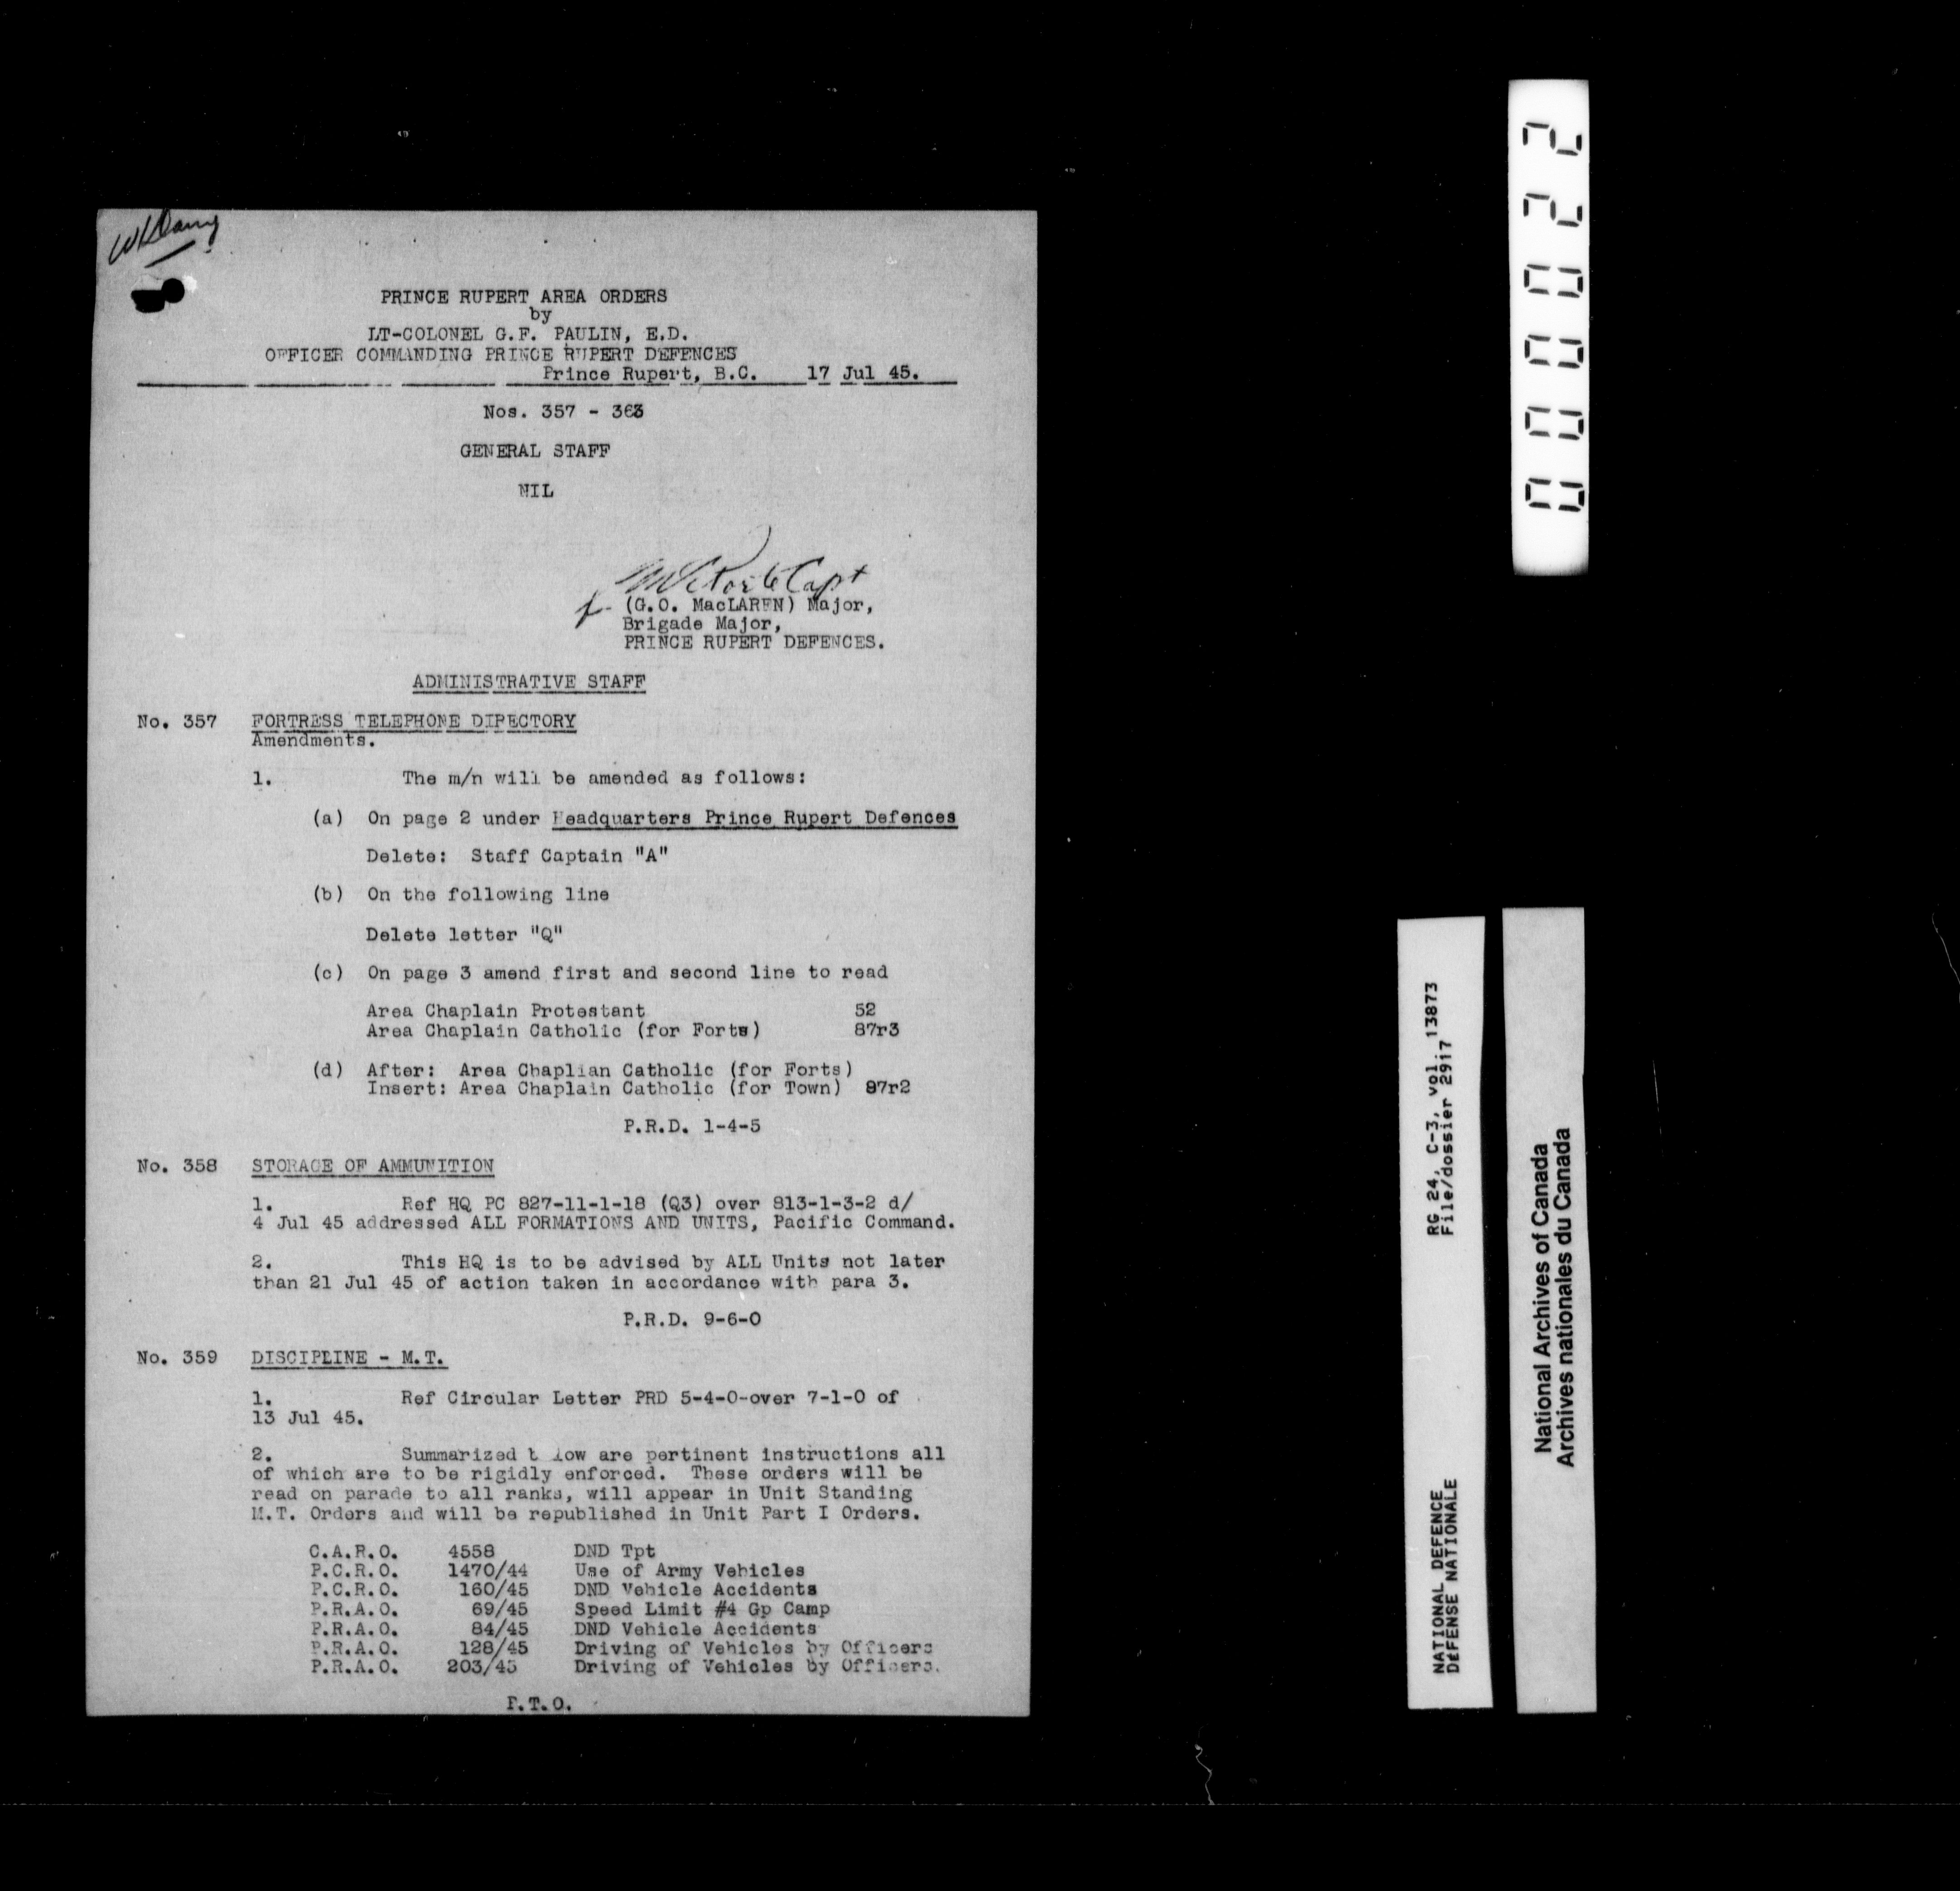 W Diary
PRINCE RUPERT AREA ORDERS
by
LT-COLONEL G.F. PAULIN, E.D.
OFFICER COMMANDING PRINCE RUPERT DEFENCES
Prince Rupert, B.C. 17 Jul 45.
Nos. 357 - 363
GENERAL STAFF
NIL
Capt
f. (G.O. MacLAREN) Major,
Brigade Major,
PRINCE RUPERT DEFENCES.
ADMINISTRATIVE STAFF
No. 357 FORTRESS TELEPHONE DIRECTORY
Amendments.
1. The m/n will be amended as follows:
(a) On page 2 under Headquarters Prince Rupert Defences
Delete: Staff Captain "A"
(b) On the following line
Delete letter "Q"
(c) On page 3 amend first and second line to read
Area Chaplain Protestant 52
Area Chaplain Catholic (for Forts) 87r3
(d) After: Area Chaplian Catholic (for Forts)
Insert: Area Chaplain Catholic (for Town) 87r2
P.R.D. 1-4-5
No. 358 STORAGE OF AMMUNITION
1. Ref HQ PC 827-11-1-18 (Q3) over 813-1-3-2 d/
4 Jul 45 addressed ALL FORMATIONS AND UNITS, Pacific Command.
2. This HQ is to be advised by ALL Units not later
than 21 Jul 45 of action taken in accordance with para 3.
P.R.D. 9-6-0
No. 359 DISCIPLINE - M.T.
1. Ref Circular Letter PRD 5-4-0-over 7-1-0 of
13 Jul 45.
2. Summarized below are pertinent instructions all
of which are to be rigidly enforced. These orders will be
read on parade to all ranks, will appear in Unit Standing
M.T. Orders and will be republished in Unit Part I Orders.
C.A.R.O. 4558 DND Tpt
P.C.R.O. 1470/44 Use of Army Vehicles
P.C.R.O. 160/45 DND Vehicle Accidents
P.R.A.O. 69/45 Speed Limit #4 Gp Camp
P.R.A.O. 84/45 DND Vehicle Accidents
P.R.A.O. 128/45 Driving of Vehicles by Officers
P.R.A.O. 203/45 Driving of Vehicles by Officers.
P.T.O.
000022
NATIONAL DEFENCE RG 24, C-3, vol. 13873
DÉFENSE NATIONALE File/dossier 2917
National Archives of Canada
Archives nationales du Canada